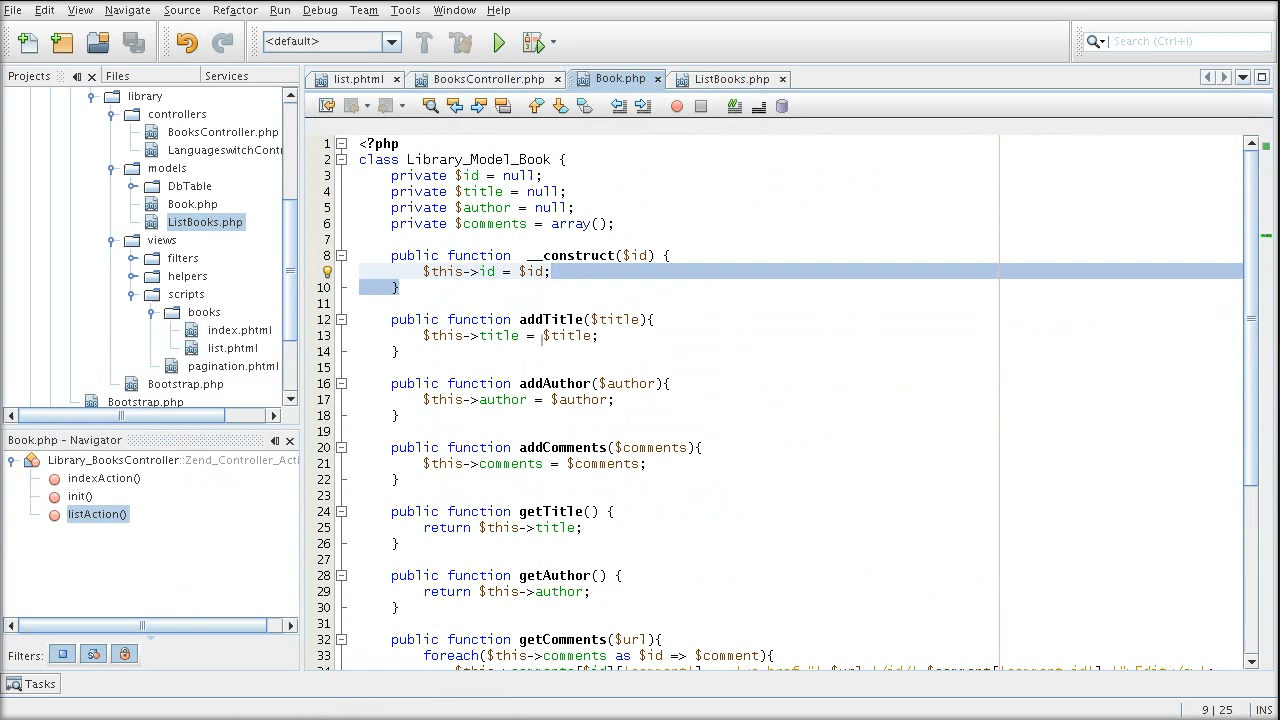 File Edit View Navigate Source Refactor Run Debug Team Tools Window Help
<default>
Search (Ctrl+I)
Projects Files Services
library
controllers
BooksController.php
LanguageswitchContr
models
DbTable
Book.php
ListBooks.php
views
filters
helpers
scripts
books
index.phtml
list.phtml
pagination.phtml
Bootstrap.php
Bootstrap.php
Book.php - Navigator
Library_BooksController::Zend_Controller_Acti
indexAction()
init()
listAction()
Filters:
Tasks
list.phtml BooksController.php Book.php ListBooks.php
1 <?php
2 class Library_Model_Book {
3 private $id = null;
4 private $title = null;
5 private $author = null;
6 private $comments = array();
7
8 public function __construct($id) {
9 $this->id = $id;
10 }
12 public function addTitle($title){
13 $this->title = $title;
14 }
15
16 public function addAuthor($author){
17 $this->author = $author;
18 }
19
20 public function addComments($comments){
21 $this->comments = $comments;
22 }
23
24 public function getTitle() {
25 return $this->title;
26 }
27
28 public function getAuthor() {
29 return $this->author;
30 }
31
32 public function getComments($url){
33 foreach($this->comments as $id => $comment){
9 | 25 INS